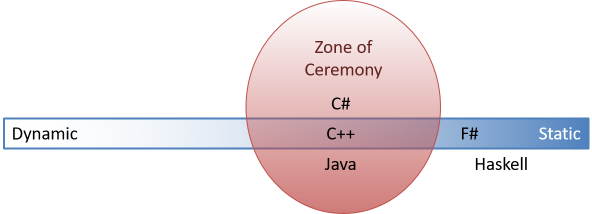 Zone of
Ceremony
C#
Dynamic C++ F# Static
Java Haskell